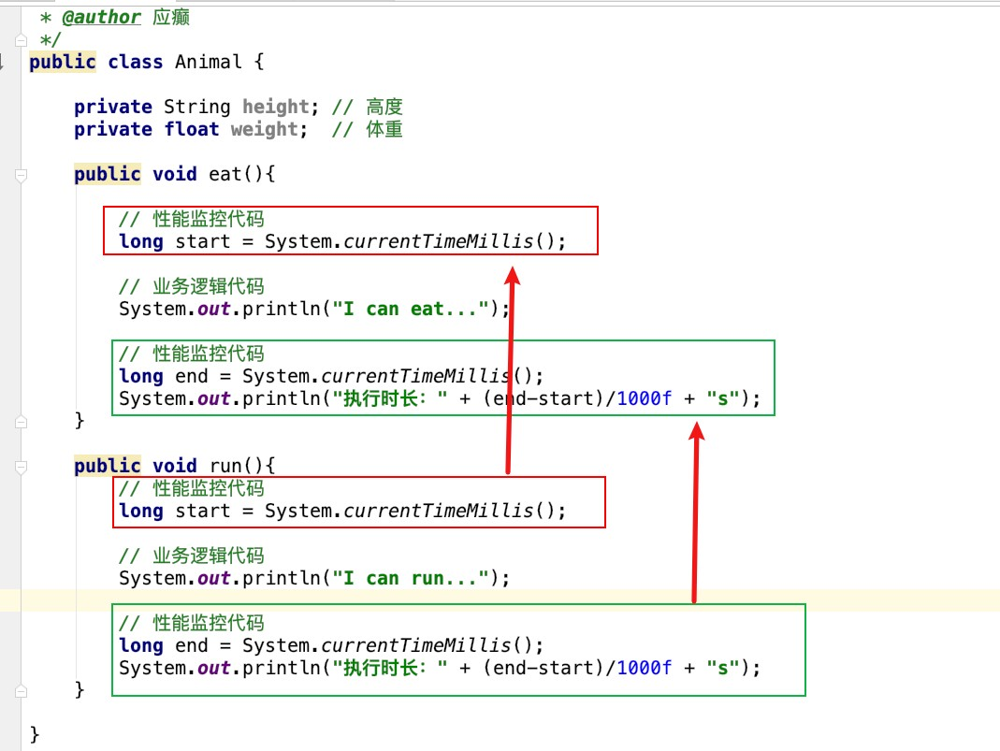 * @author 应癫
*/
public class Animal {
private String height; // 高度
private float weight;  // 体重
public void eat(){
// 性能监控代码
long start = System.currentTimeMillis();
// 业务逻辑代码
System.out.println("I can eat...");
// 性能监控代码
long end = System.currentTimeMillis();
System.out.println("执行时长：" + (end-start)/1000f + "s");
}
public void run(){
// 性能监控代码
long start = System.currentTimeMillis();
// 业务逻辑代码
System.out.println("I can run...");
// 性能监控代码
long end = System.currentTimeMillis();
System.out.println("执行时长：" + (end-start)/1000f + "s");
}
}